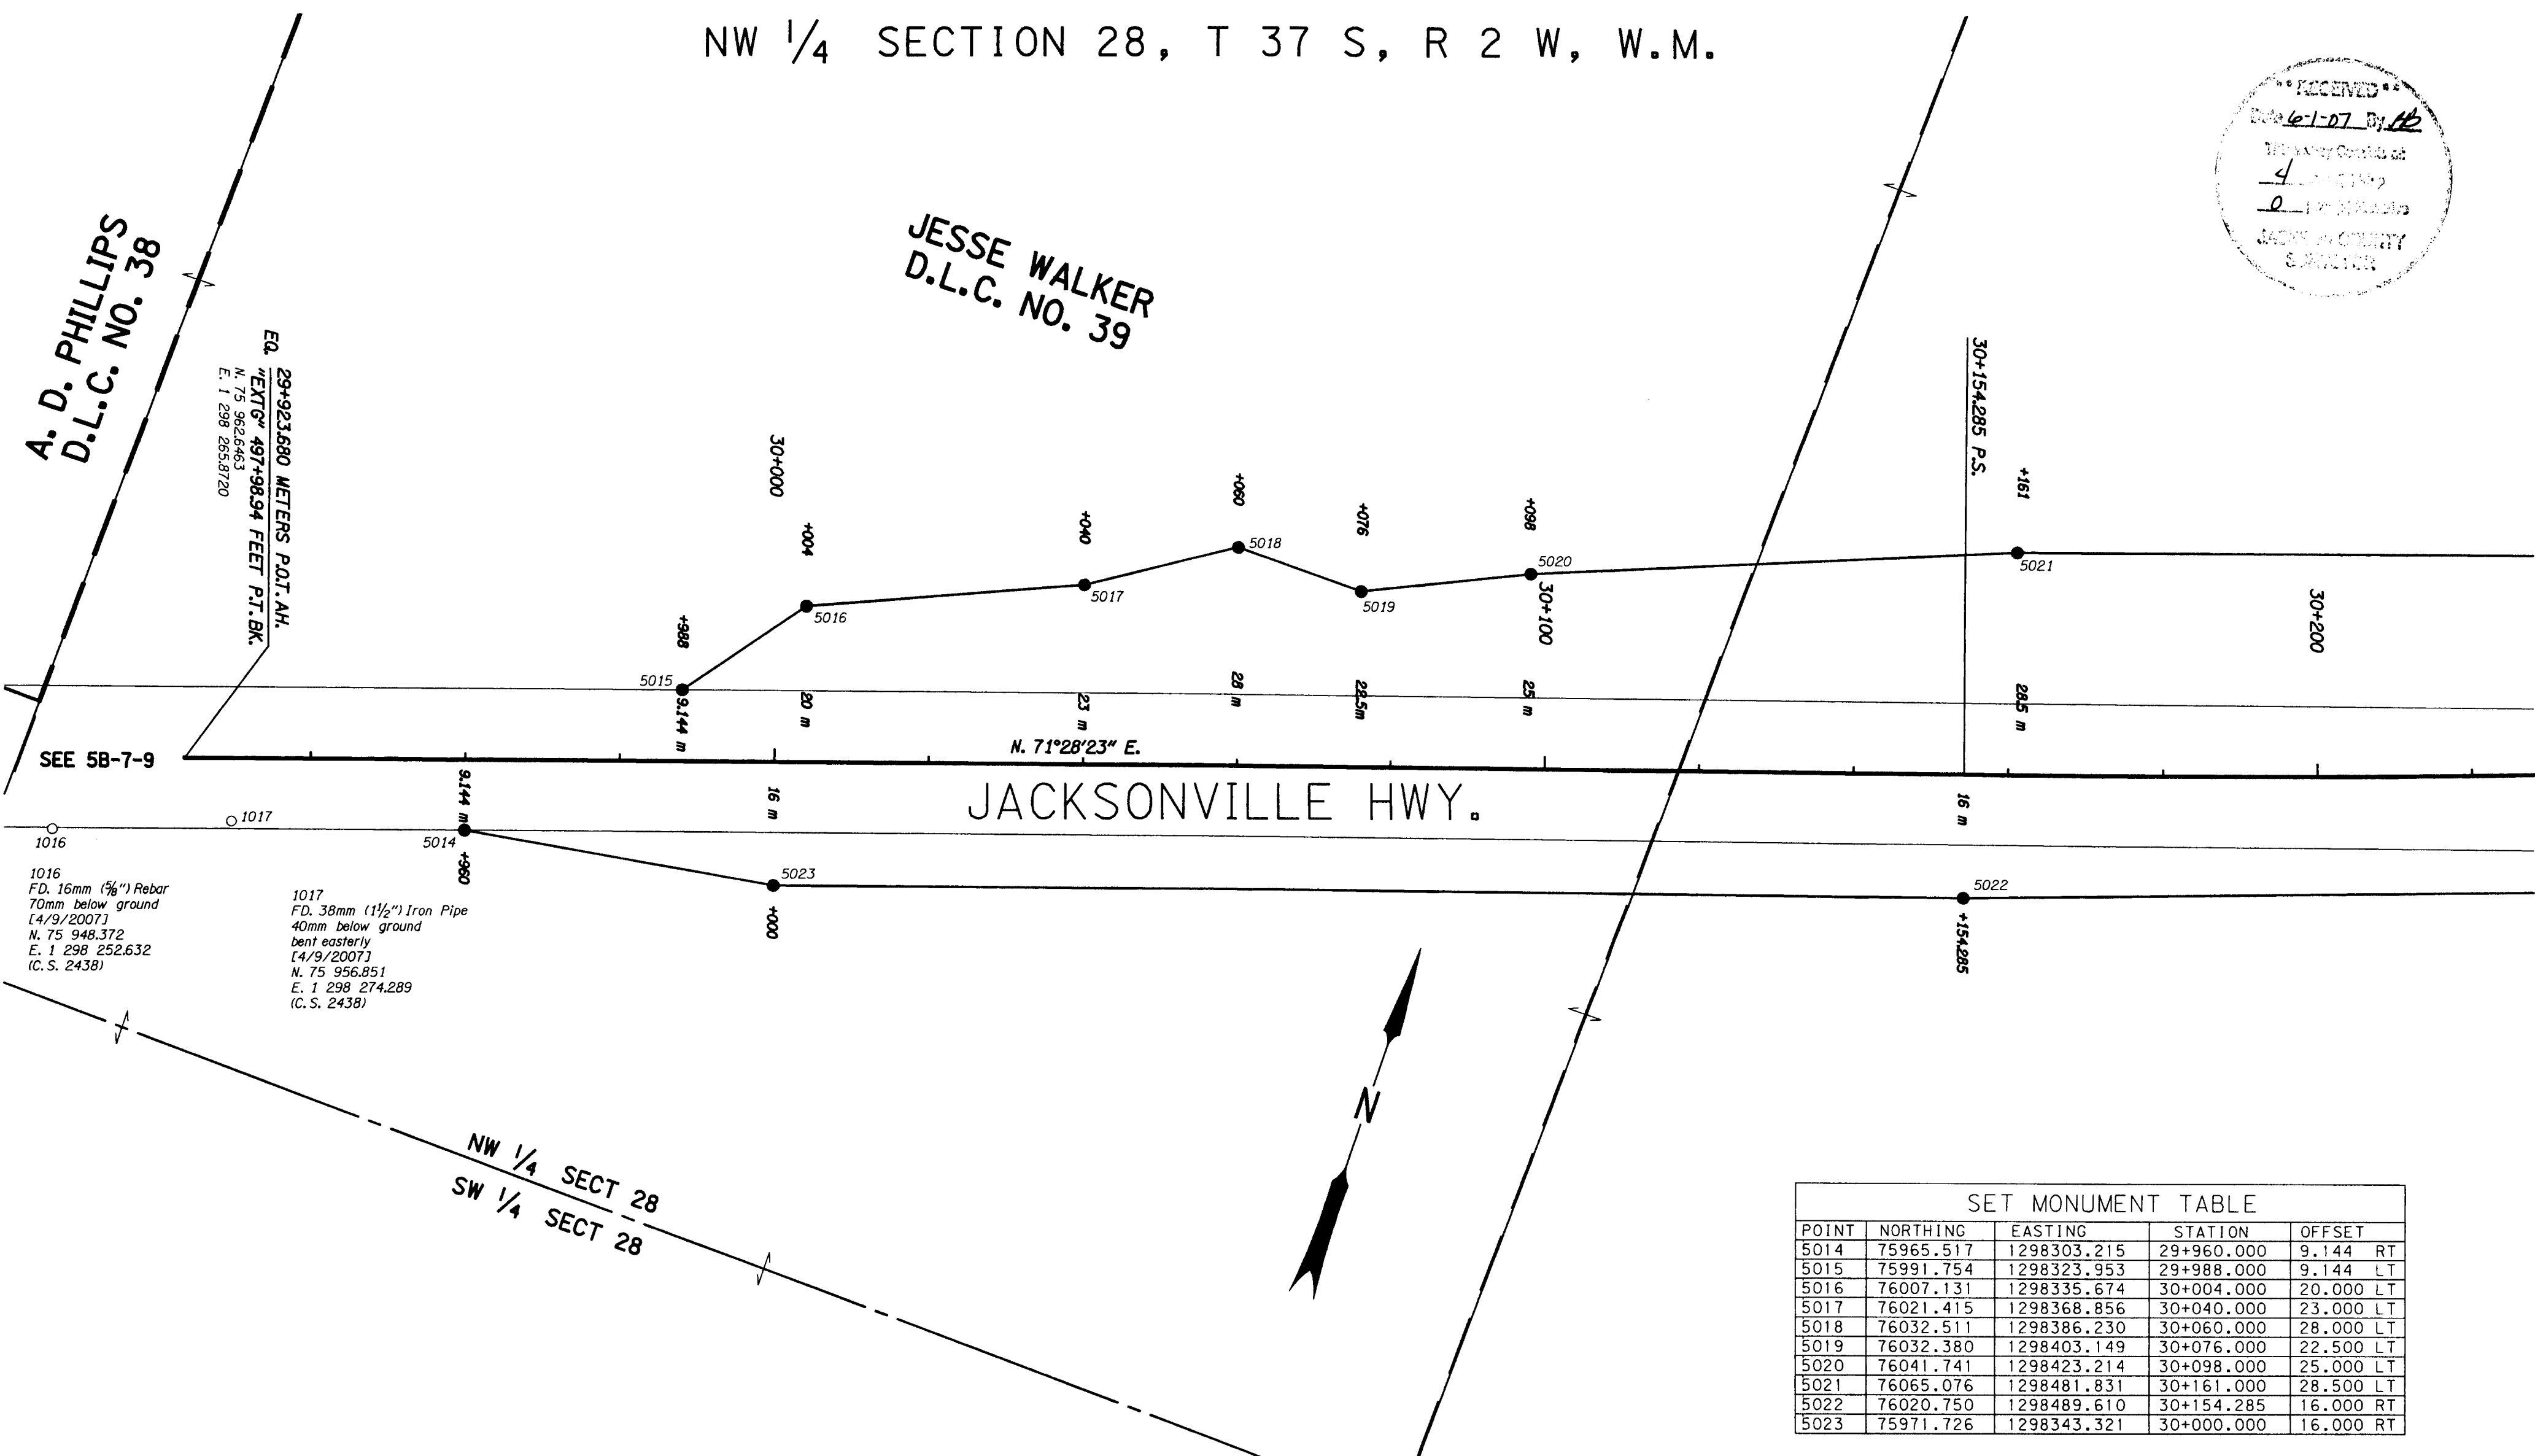 NW 1/4 SECTION 28, T 37 S, R 2 W, W.M.
** RECEIVED **
Date 6-1-07 By
4
0
JACKSON COUNTY
SURVEYOR
A. D. PHILLIPS
D.L.C. NO. 38
JESSE WALKER
D.L.C. NO. 39
EQ. 29+923.680 METERS P.O.T. AH.
"EXTG" 497+98.94 FEET P.T. BK.
N. 75 962.6463
E. 1 298 265.8720
30+000
30+154.285 P.S.
+988
+004
+040
+060
+076
+098
+161
5015
5016
5017
5018
5019
5020
5021
30+100
30+200
9.144 m
20 m
23 m
28 m
22.5m
25 m
28.5 m
SEE 5B-7-9
N. 71°28'23" E.
JACKSONVILLE HWY.
9.144 m
16 m
16 m
1016
1017
5014
5023
5022
+960
+000
+154.285
1016
FD. 16mm (5/8") Rebar
70mm below ground
[4/9/2007]
N. 75 948.372
E. 1 298 252.632
(C.S. 2438)
1017
FD. 38mm (1 1/2") Iron Pipe
40mm below ground
bent easterly
[4/9/2007]
N. 75 956.851
E. 1 298 274.289
(C.S. 2438)
N
NW 1/4 SECT 28
SW 1/4 SECT 28
SET MONUMENT TABLE
POINT NORTHING EASTING STATION OFFSET
5014 75965.517 1298303.215 29+960.000 9.144 RT
5015 75991.754 1298323.953 29+988.000 9.144 LT
5016 76007.131 1298335.674 30+004.000 20.000 LT
5017 76021.415 1298368.856 30+040.000 23.000 LT
5018 76032.511 1298386.230 30+060.000 28.000 LT
5019 76032.380 1298403.149 30+076.000 22.500 LT
5020 76041.741 1298423.214 30+098.000 25.000 LT
5021 76065.076 1298481.831 30+161.000 28.500 LT
5022 76020.750 1298489.610 30+154.285 16.000 RT
5023 75971.726 1298343.321 30+000.000 16.000 RT